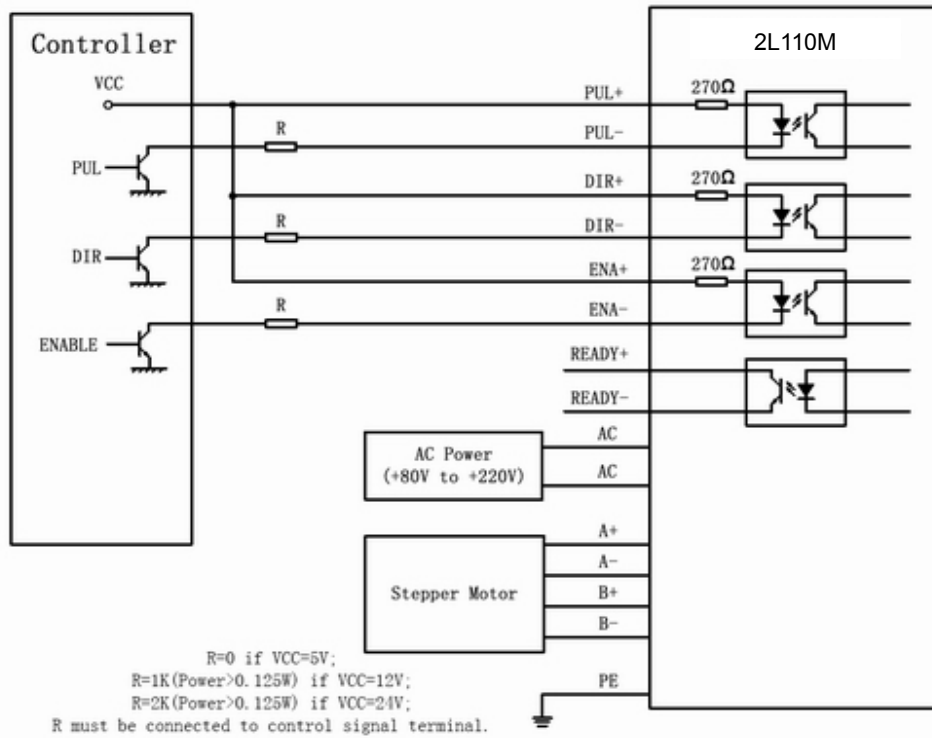 Controller
2L110M
VCC
PUL+
270Ω
R
PUL-
PUL
DIR+
270Ω
R
DIR-
DIR
ENA+
270Ω
R
ENA-
ENABLE
READY+
READY-
AC Power
(+80V to +220V)
AC
AC
Stepper Motor
A+
A-
B+
B-
PE
R=0 if VCC=5V;
R=1K(Power>0.125W) if VCC=12V;
R=2K(Power>0.125W) if VCC=24V;
R must be connected to control signal terminal.